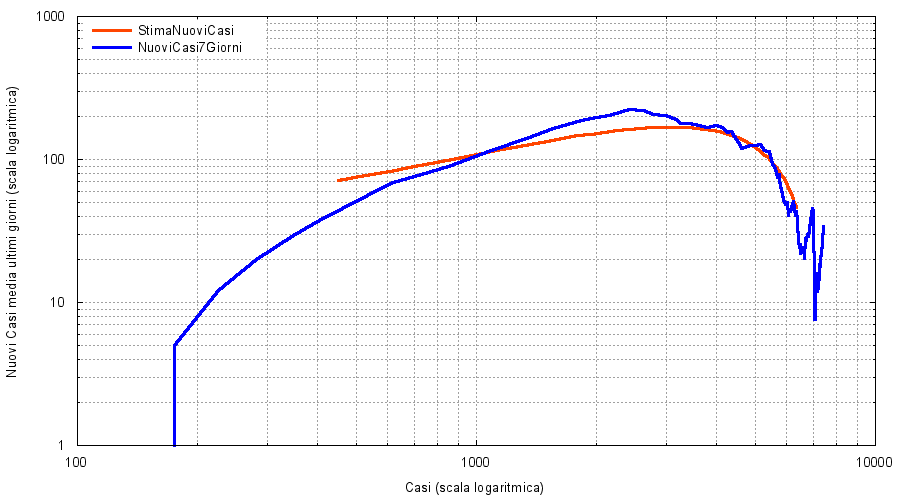 1000
StimaNuoviCasi
NuoviCasi7Giorni
100
10
1
100
1000
10000
Nuovi Casi media ultimi giorni (scala logaritmica)
Casi (scala logaritmica)